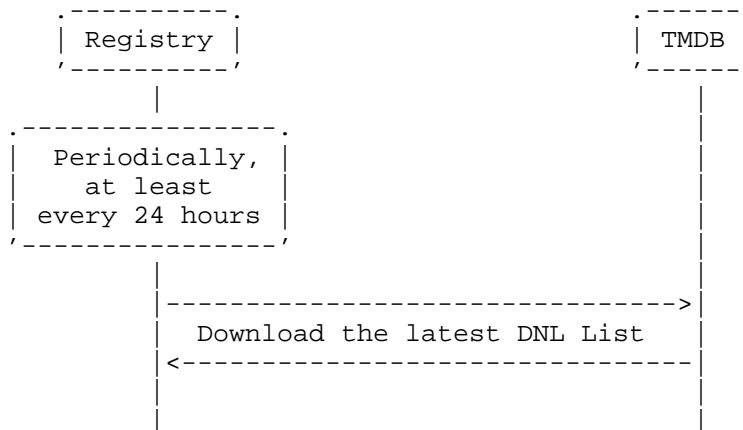 Registry TMDB
Periodically,
at least
every 24 hours
Download the latest DNL List